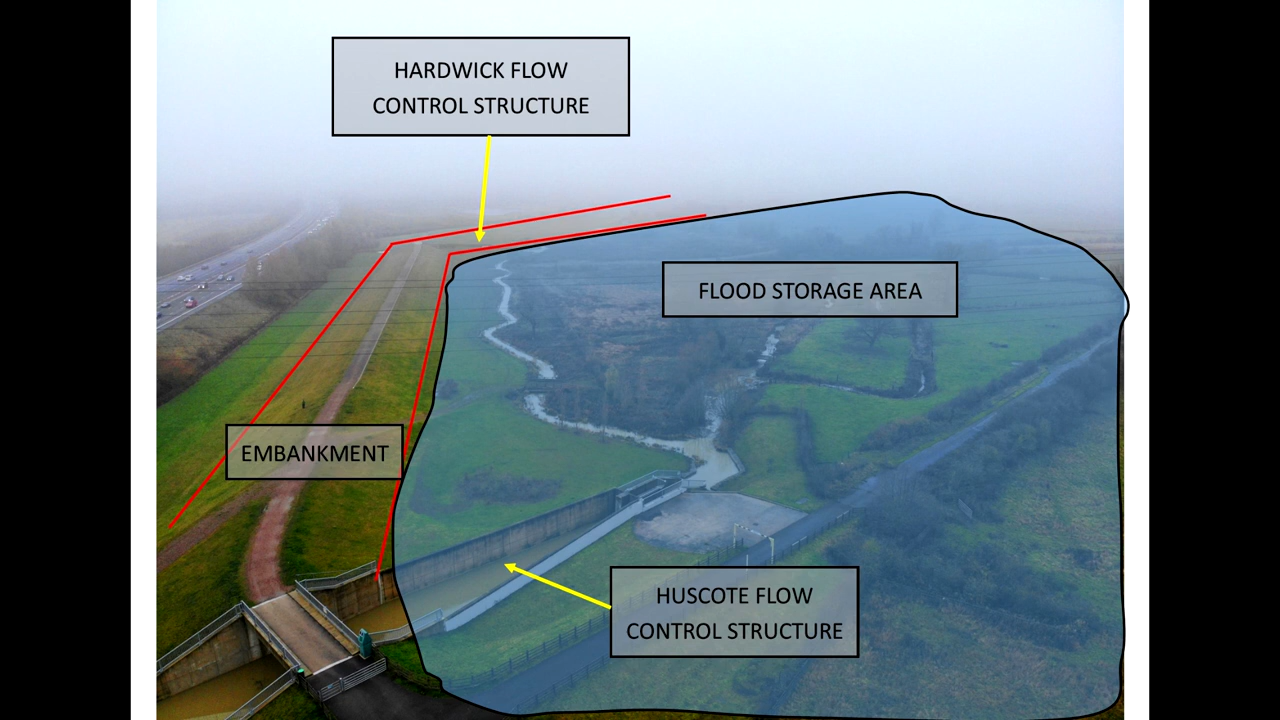 HARDWICK FLOW
CONTROL STRUCTURE
FLOOD STORAGE AREA
EMBANKMENT
HUSCOTE FLOW
CONTROL STRUCTURE